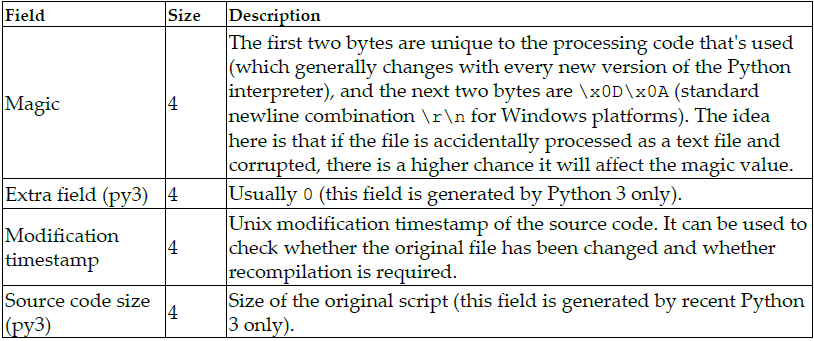 Field Size Description
Magic 4 The first two bytes are unique to the processing code that's used
(which generally changes with every new version of the Python
interpreter), and the next two bytes are \x0D\x0A (standard
newline combination \r\n for Windows platforms). The idea
here is that if the file is accidentally processed as a text file and
corrupted, there is a higher chance it will affect the magic value.
Extra field (py3) 4 Usually 0 (this field is generated by Python 3 only).
Modification
timestamp 4 Unix modification timestamp of the source code. It can be used to
check whether the original file has been changed and whether
recompilation is required.
Source code size
(py3) 4 Size of the original script (this field is generated by recent Python
3 only).